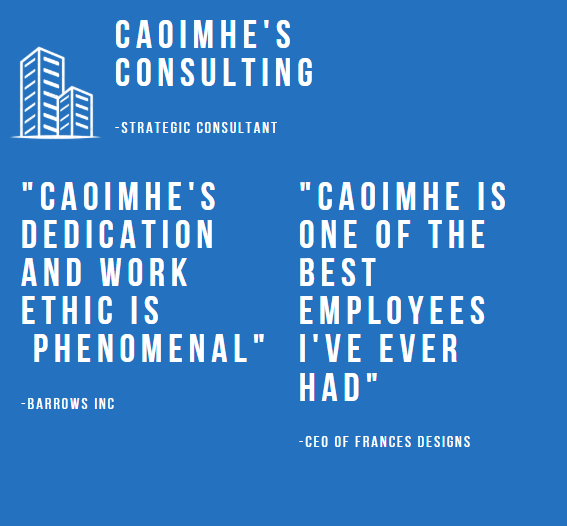 CAOIMHE'S
CONSULTING
-STRATEGIC CONSULTANT
"CAOIMHE'S
DEDICATION
AND WORK
ETHIC IS
PHENOMENAL"
-BARROWS INC
"CAOIMHE IS
ONE OF THE
BEST
EMPLOYEES
I'VE EVER
HAD"
-CEO OF FRANCES DESIGNS